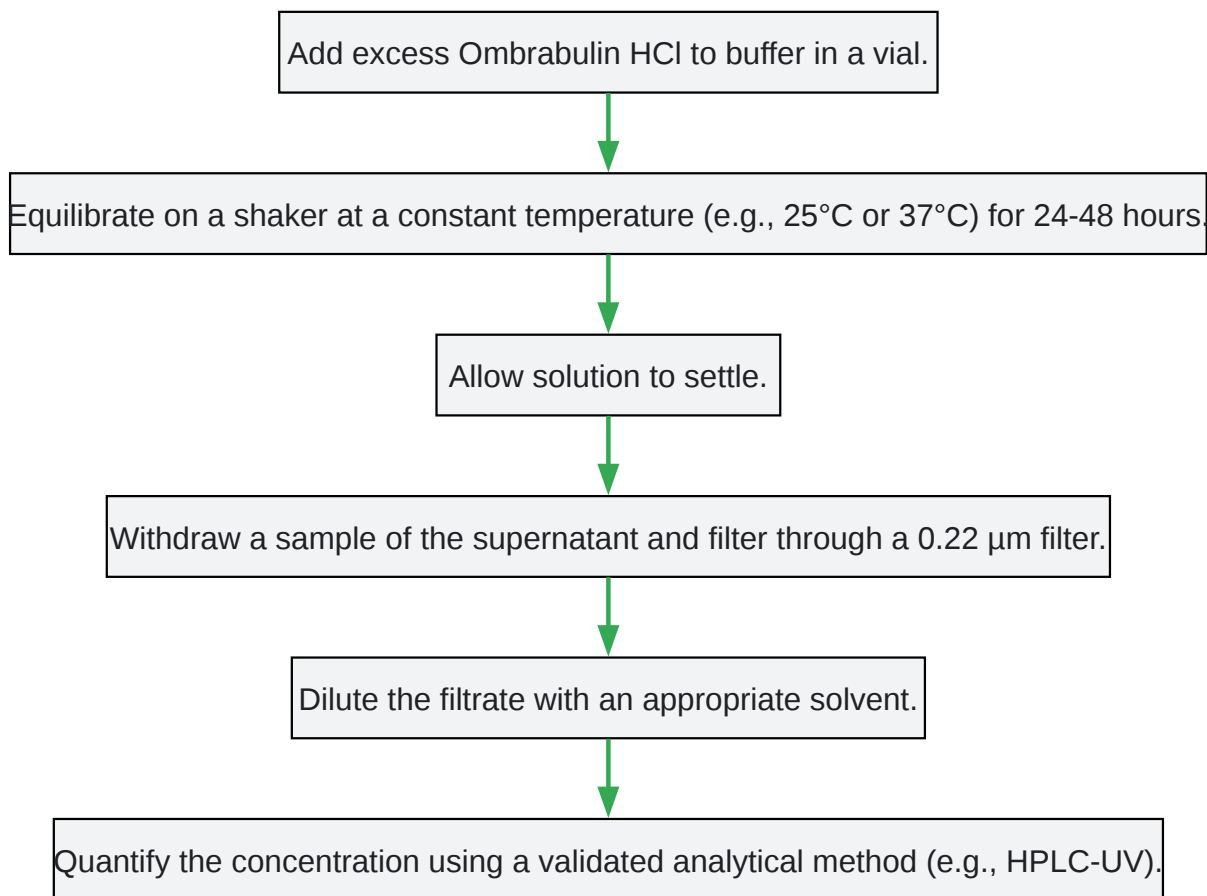 Add excess Ombrabulin HCl to buffer in a vial.
Equilibrate on a shaker at a constant temperature (e.g., 25°C or 37°C) for 24-48 hours.
Allow solution to settle.
Withdraw a sample of the supernatant and filter through a 0.22 µm filter.
Dilute the filtrate with an appropriate solvent.
Quantify the concentration using a validated analytical method (e.g., HPLC-UV).